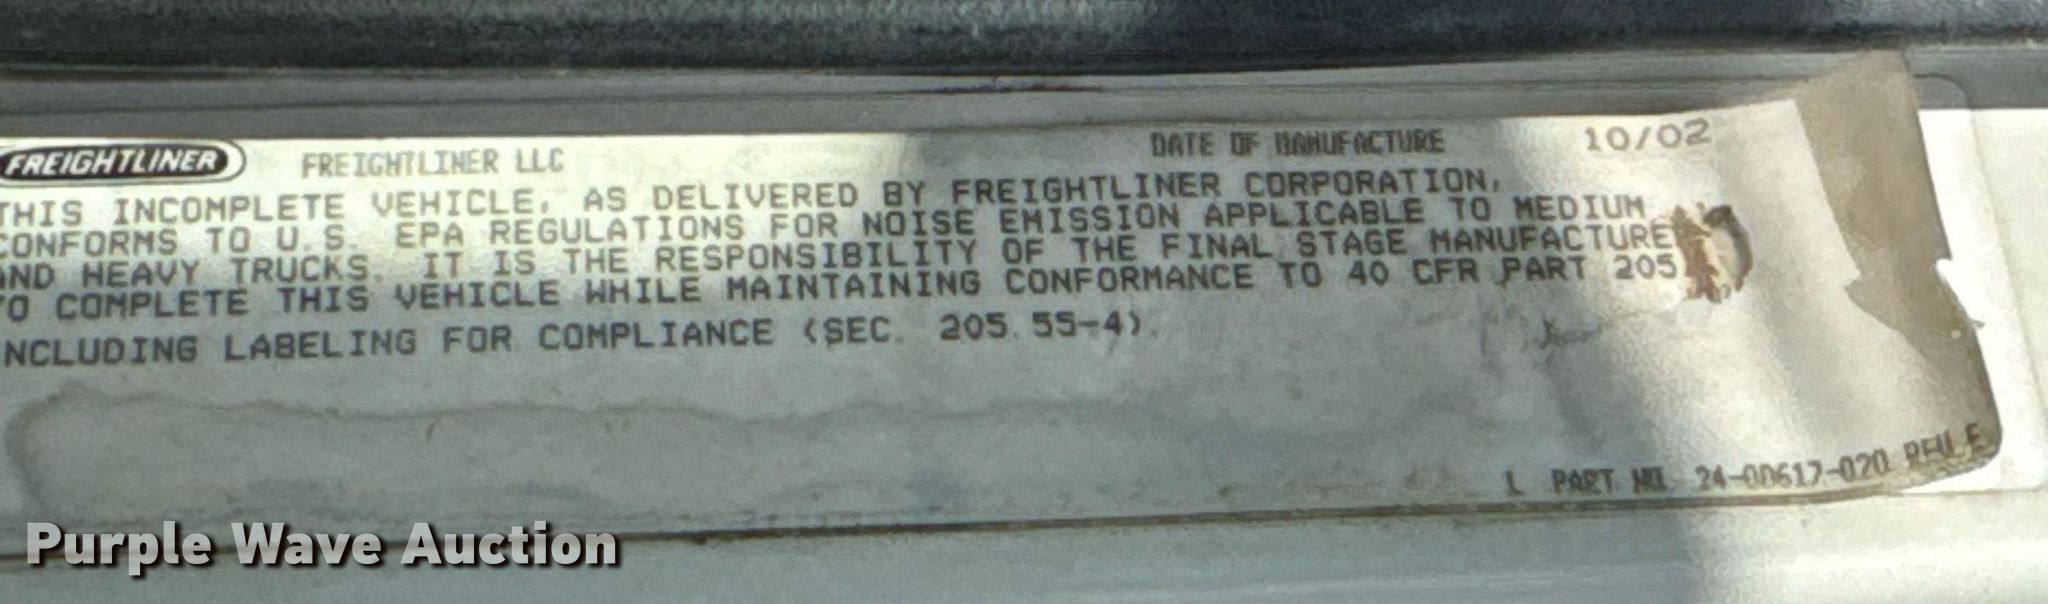 FREIGHTLINER FREIGHTLINER LLC DATE OF MANUFACTURE 10/02
THIS INCOMPLETE VEHICLE, AS DELIVERED BY FREIGHTLINER CORPORATION,
CONFORMS TO U.S. EPA REGULATIONS FOR NOISE EMISSION APPLICABLE TO MEDIUM
AND HEAVY TRUCKS. IT IS THE RESPONSIBILITY OF THE FINAL STAGE MANUFACTURE
TO COMPLETE THIS VEHICLE WHILE MAINTAINING CONFORMANCE TO 40 CFR PART 205
INCLUDING LABELING FOR COMPLIANCE (SEC. 205.55-4).
L PART NO. 24-00617-020 REV E
Purple Wave Auction